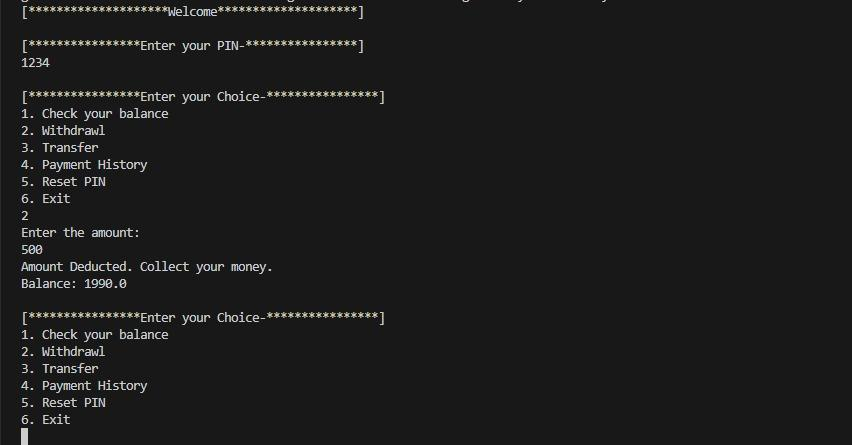 [********************Welcome********************]
[****************Enter your PIN-****************]
1234
[****************Enter your Choice-****************]
1. Check your balance
2. Withdrawl
3. Transfer
4. Payment History
5. Reset PIN
6. Exit
2
Enter the amount:
500
Amount Deducted. Collect your money.
Balance: 1990.0
[****************Enter your Choice-****************]
1. Check your balance
2. Withdrawl
3. Transfer
4. Payment History
5. Reset PIN
6. Exit